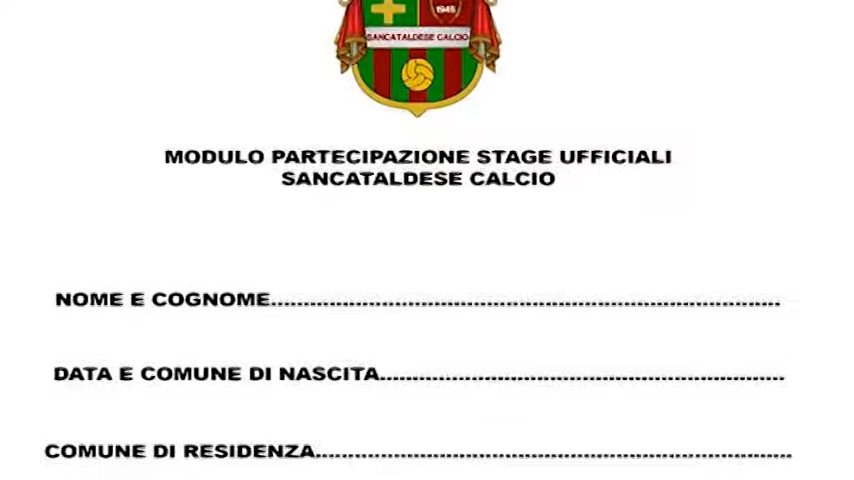 1945
SANCATALDESE CALCIO
MODULO PARTECIPAZIONE STAGE UFFICIALI
SANCATALDESE CALCIO
NOME E COGNOME................................................................................
DATA E COMUNE DI NASCITA..............................................................
COMUNE DI RESIDENZA.........................................................................